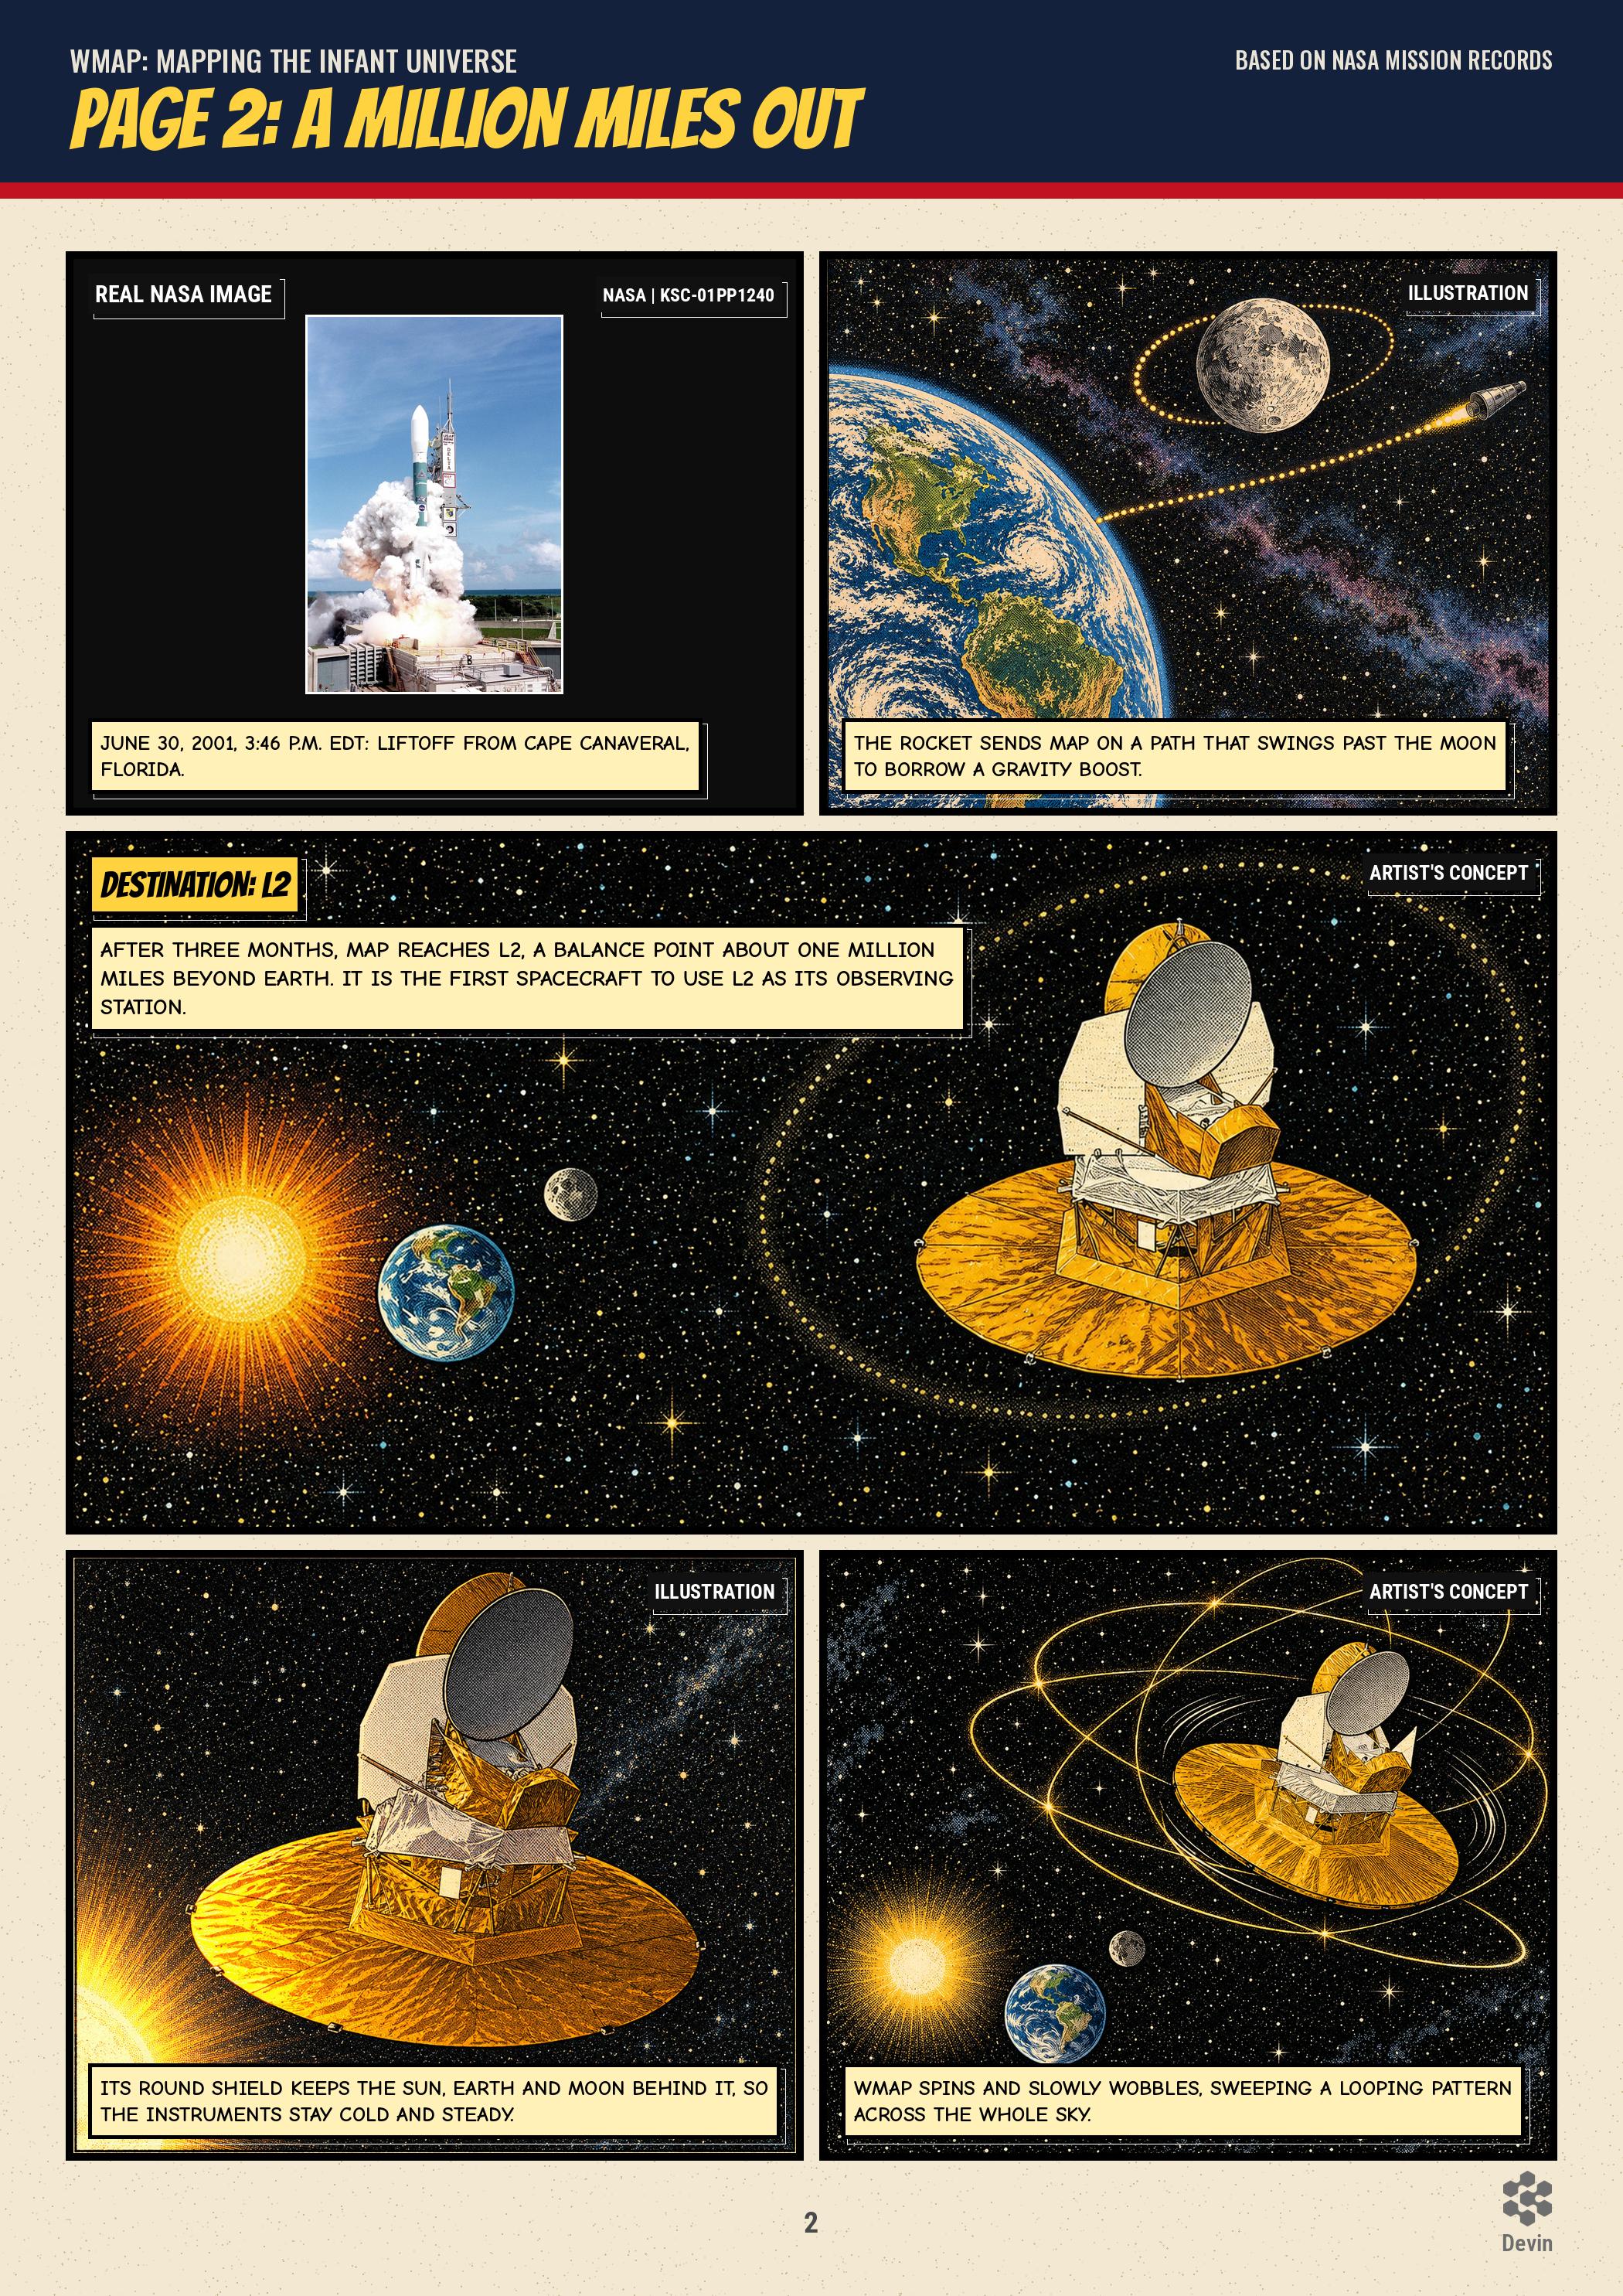 WMAP: MAPPING THE INFANT UNIVERSE
BASED ON NASA MISSION RECORDS
PAGE 2: A MILLION MILES OUT
REAL NASA IMAGE
NASA | KSC-01PP1240
JUNE 30, 2001, 3:46 P.M. EDT: LIFTOFF FROM CAPE CANAVERAL,
FLORIDA.
ILLUSTRATION
THE ROCKET SENDS MAP ON A PATH THAT SWINGS PAST THE MOON
TO BORROW A GRAVITY BOOST.
DESTINATION: L2
ARTIST'S CONCEPT
AFTER THREE MONTHS, MAP REACHES L2, A BALANCE POINT ABOUT ONE MILLION
MILES BEYOND EARTH. IT IS THE FIRST SPACECRAFT TO USE L2 AS ITS OBSERVING
STATION.
ILLUSTRATION
ITS ROUND SHIELD KEEPS THE SUN, EARTH AND MOON BEHIND IT, SO
THE INSTRUMENTS STAY COLD AND STEADY.
ARTIST'S CONCEPT
WMAP SPINS AND SLOWLY WOBBLES, SWEEPING A LOOPING PATTERN
ACROSS THE WHOLE SKY.
2
Devin